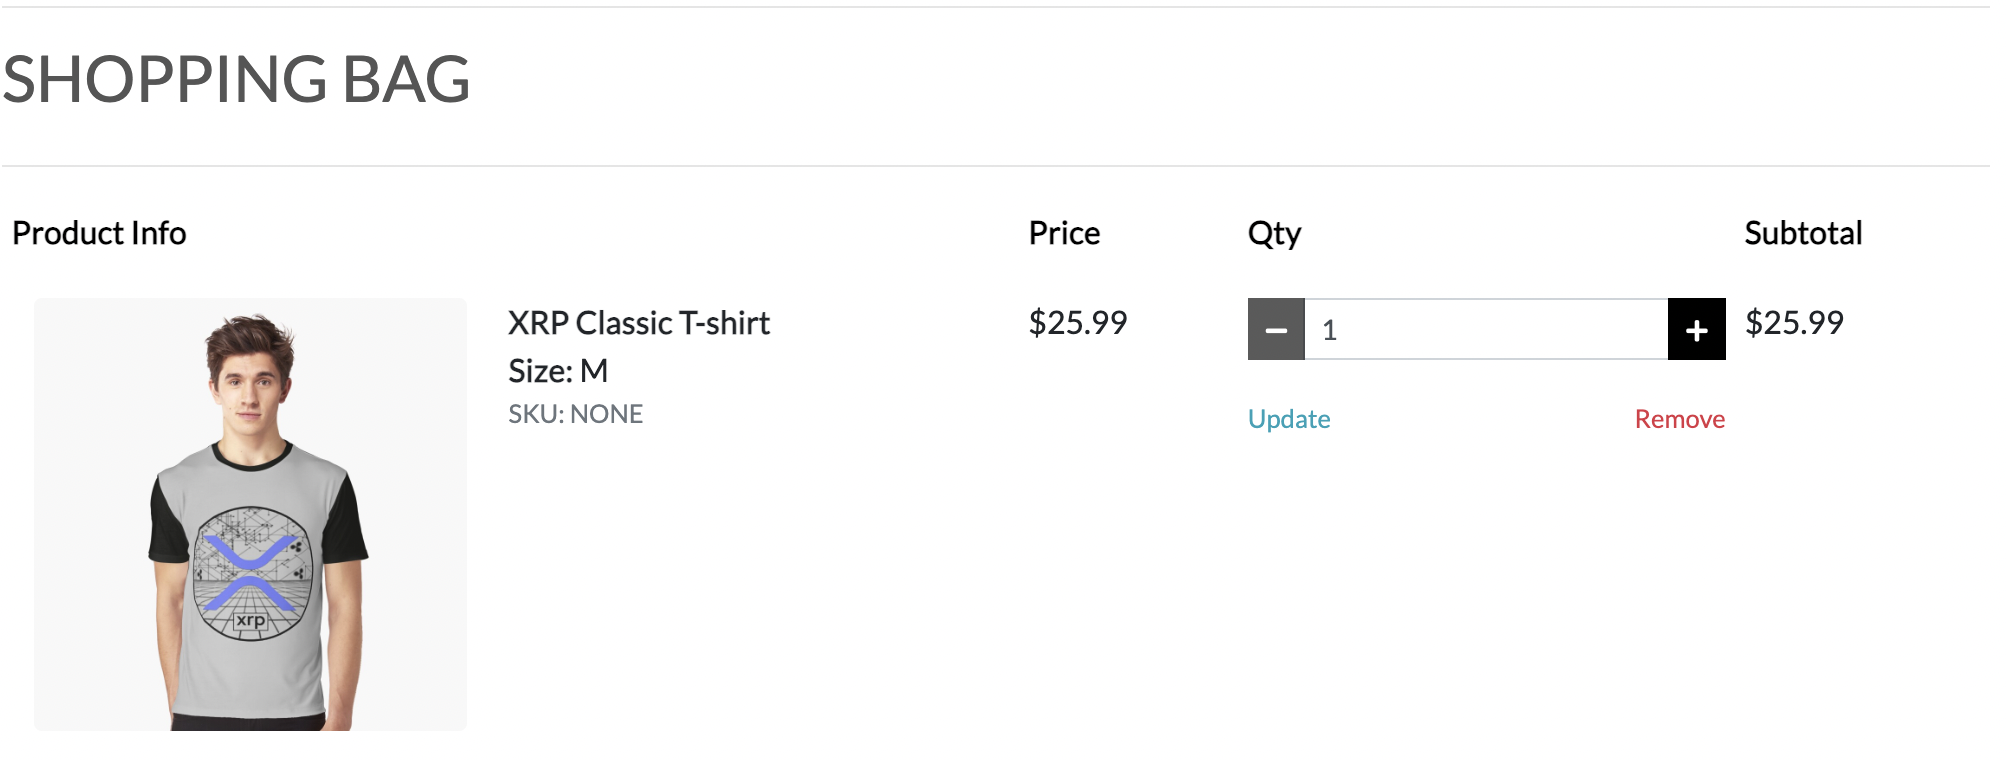 SHOPPING BAG
Product Info Price Qty Subtotal
XRP Classic T-shirt $25.99 1 $25.99
Size: M
SKU: NONE
Update Remove
xrp